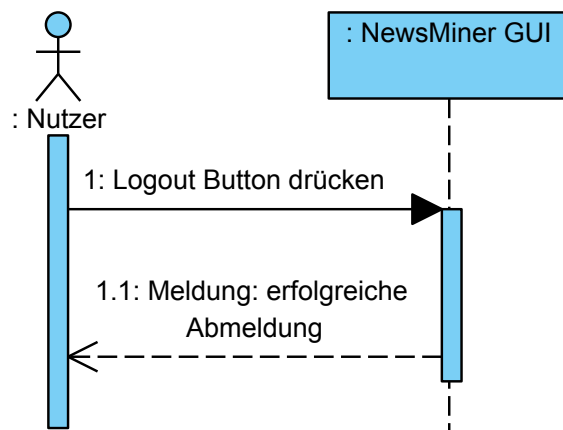 : NewsMiner GUI
: Nutzer
1: Logout Button drücken
1.1: Meldung: erfolgreiche
Abmeldung